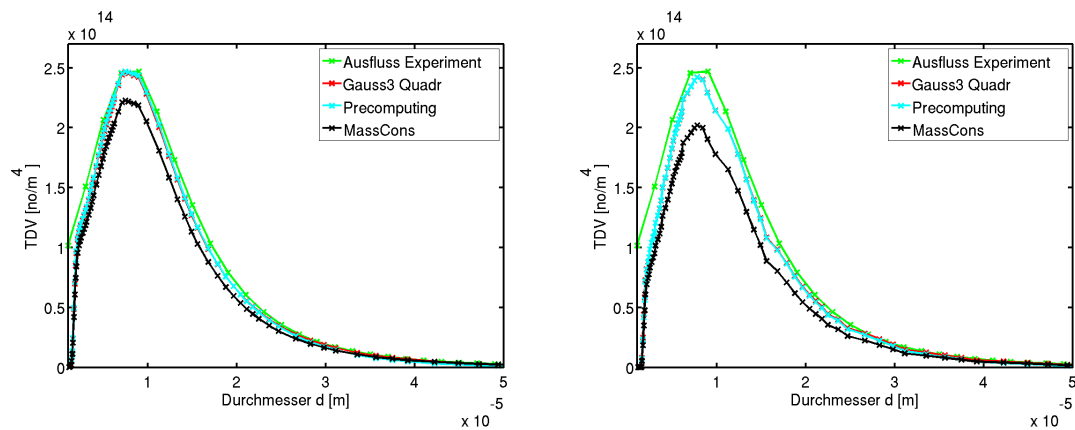 14
x 10
2.5
2
1.5
1
0.5
0
TDV [no/m⁴]
1 2 3 4 5
Durchmesser d [m]
-5
x 10
Ausfluss Experiment
Gauss3 Quadr
Precomputing
MassCons
14
x 10
2.5
2
1.5
1
0.5
0
TDV [no/m⁴]
1 2 3 4 5
Durchmesser d [m]
-5
x 10
Ausfluss Experiment
Gauss3 Quadr
Precomputing
MassCons